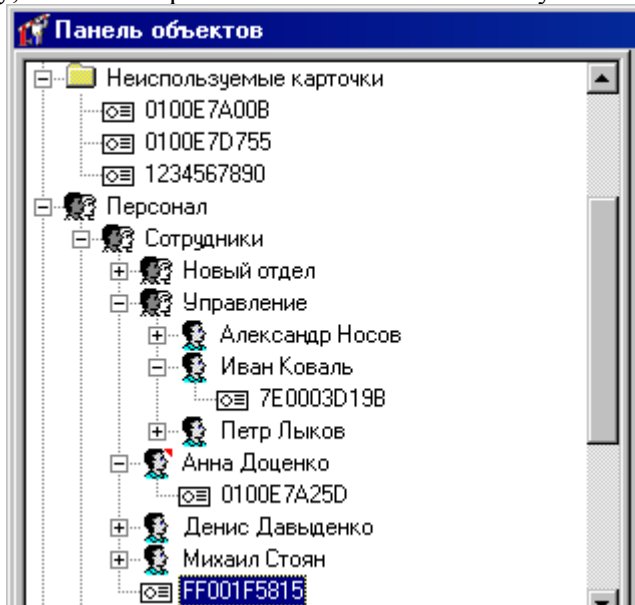 Панель объектов
Неиспользуемые карточки
0100E7A00B
0100E7D755
1234567890
Персонал
Сотрудники
Новый отдел
Управление
Александр Носов
Иван Коваль
7E0003D19B
Петр Лыков
Анна Доценко
0100E7A25D
Денис Давыденко
Михаил Стоян
FF001F5815